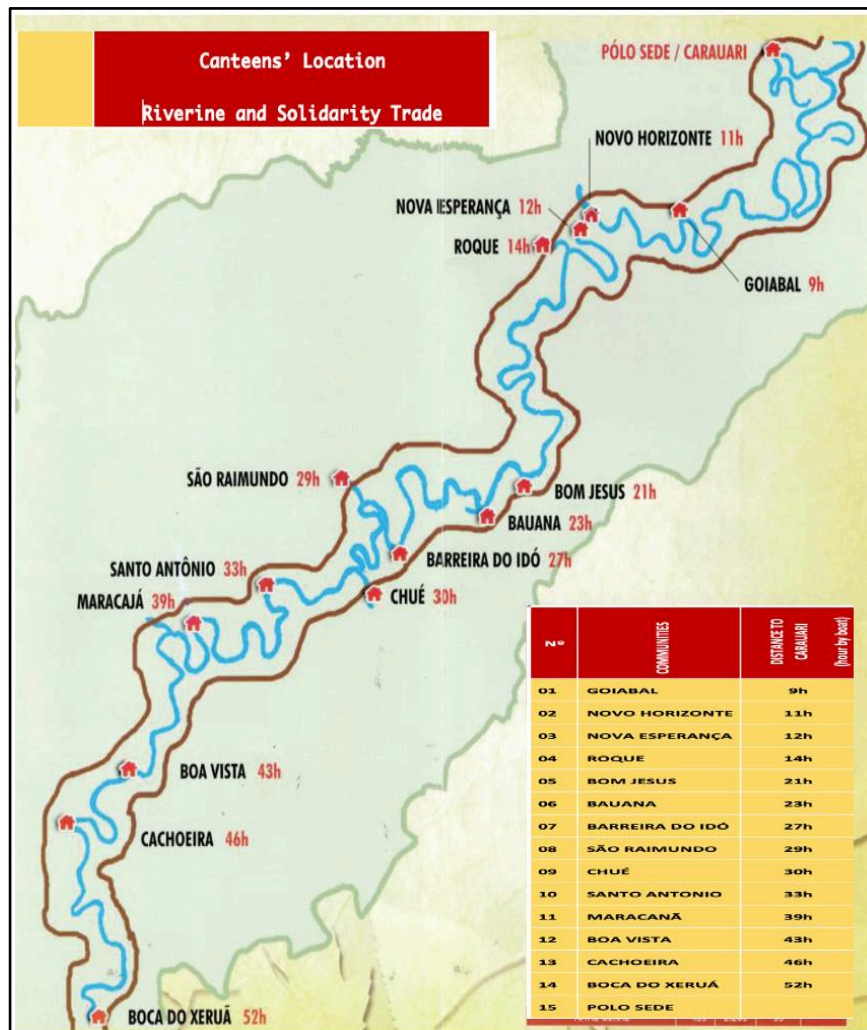 Canteens' Location
Riverine and Solidarity Trade
PÓLO SEDE / CARAUARI
NOVO HORIZONTE 11h
NOVA ESPERANÇA 12h
ROQUE 14h
GOIABAL 9h
SÃO RAIMUNDO 29h
BOM JESUS 21h
BAUANA 23h
BARREIRA DO IDÓ 27h
SANTO ANTÔNIO 33h
CHUÉ 30h
MARACAJÁ 39h
BOA VISTA 43h
CACHOEIRA 46h
BOCA DO XERUÃ 52h
COMMUNITIES
DISTANCE TO
CARAUARI
(hour by boat)
01 GOIABAL 9h
02 NOVO HORIZONTE 11h
03 NOVA ESPERANÇA 12h
04 ROQUE 14h
05 BOM JESUS 21h
06 BAUANA 23h
07 BARREIRA DO IDÓ 27h
08 SÃO RAIMUNDO 29h
09 CHUÉ 30h
10 SANTO ANTONIO 33h
11 MARACANÃ 39h
12 BOA VISTA 43h
13 CACHOEIRA 46h
14 BOCA DO XERUÁ 52h
15 POLO SEDE